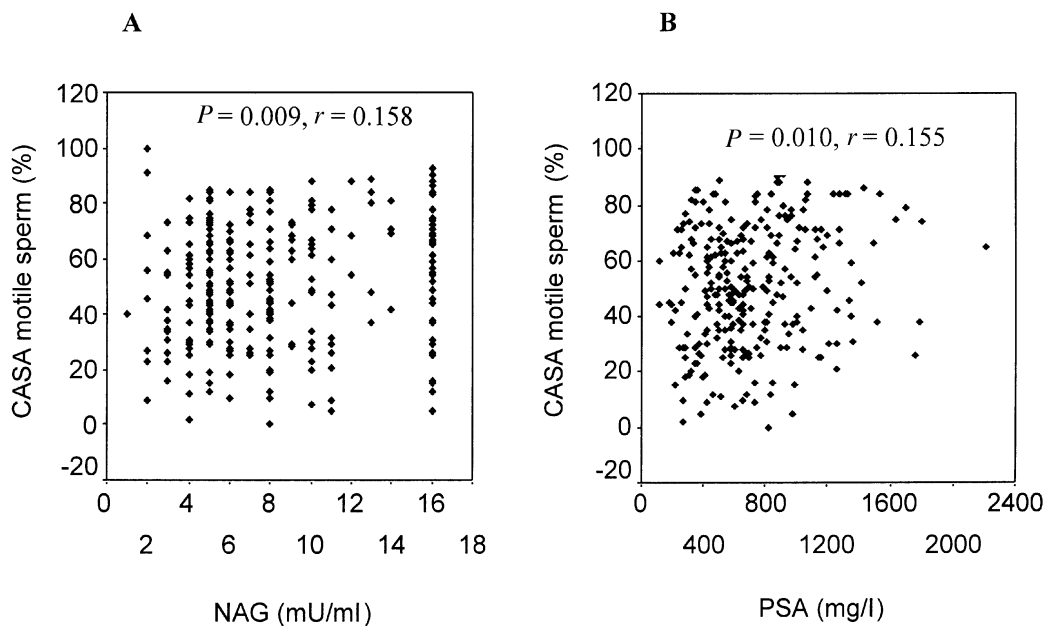 A
B
P = 0.009, r = 0.158
P = 0.010, r = 0.155
CASA motile sperm (%)
120
100
80
60
40
20
0
-20
0 4 8 12 16
2 6 10 14 18
NAG (mU/ml)
CASA motile sperm (%)
120
100
80
60
40
20
0
-20
0 800 1600 2400
400 1200 2000
PSA (mg/l)